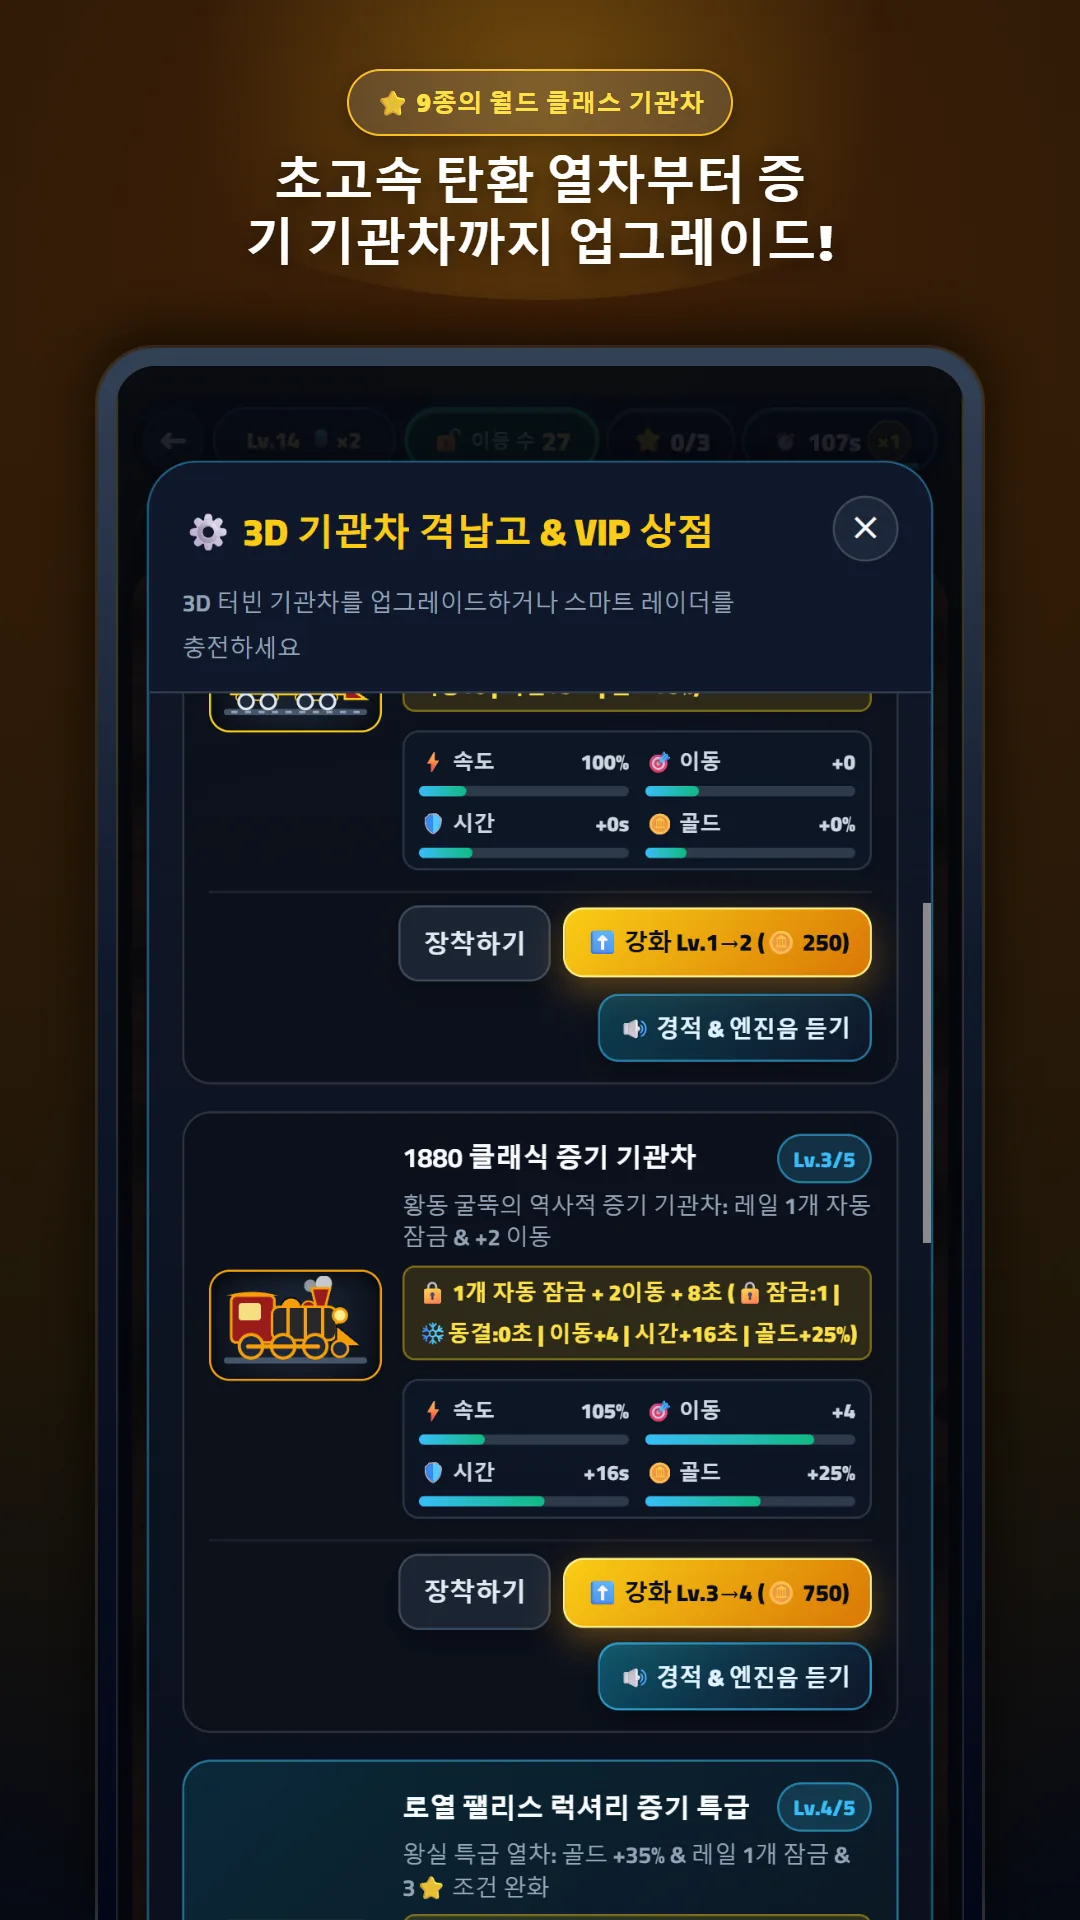 ⭐ 9종의 월드 클래스 기관차
초고속 탄환 열차부터 증
기 기관차까지 업그레이드!
← Lv.14 ×2 이동 수 27 ⭐ 0/3 107s ×1
⚙️ 3D 기관차 격납고 & VIP 상점 ✕
3D 터빈 기관차를 업그레이드하거나 스마트 레이더를
충전하세요
⚡ 속도 100% 🎯 이동 +0
🛡️ 시간 +0s 🪙 골드 +0%
장착하기 ⬆️ 강화 Lv.1→2 (🪙 250)
🔊 경적 & 엔진음 듣기
1880 클래식 증기 기관차 Lv.3/5
황동 굴뚝의 역사적 증기 기관차: 레일 1개 자동
잠금 & +2 이동
🔒 1개 자동 잠금 + 2이동 + 8초 (🔒 잠금:1 |
❄️동결:0초 | 이동+4 | 시간+16초 | 골드+25%)
⚡ 속도 105% 🎯 이동 +4
🛡️ 시간 +16s 🪙 골드 +25%
장착하기 ⬆️ 강화 Lv.3→4 (🪙 750)
🔊 경적 & 엔진음 듣기
로열 팰리스 럭셔리 증기 특급 Lv.4/5
왕실 특급 열차: 골드 +35% & 레일 1개 잠금 &
3⭐ 조건 완화